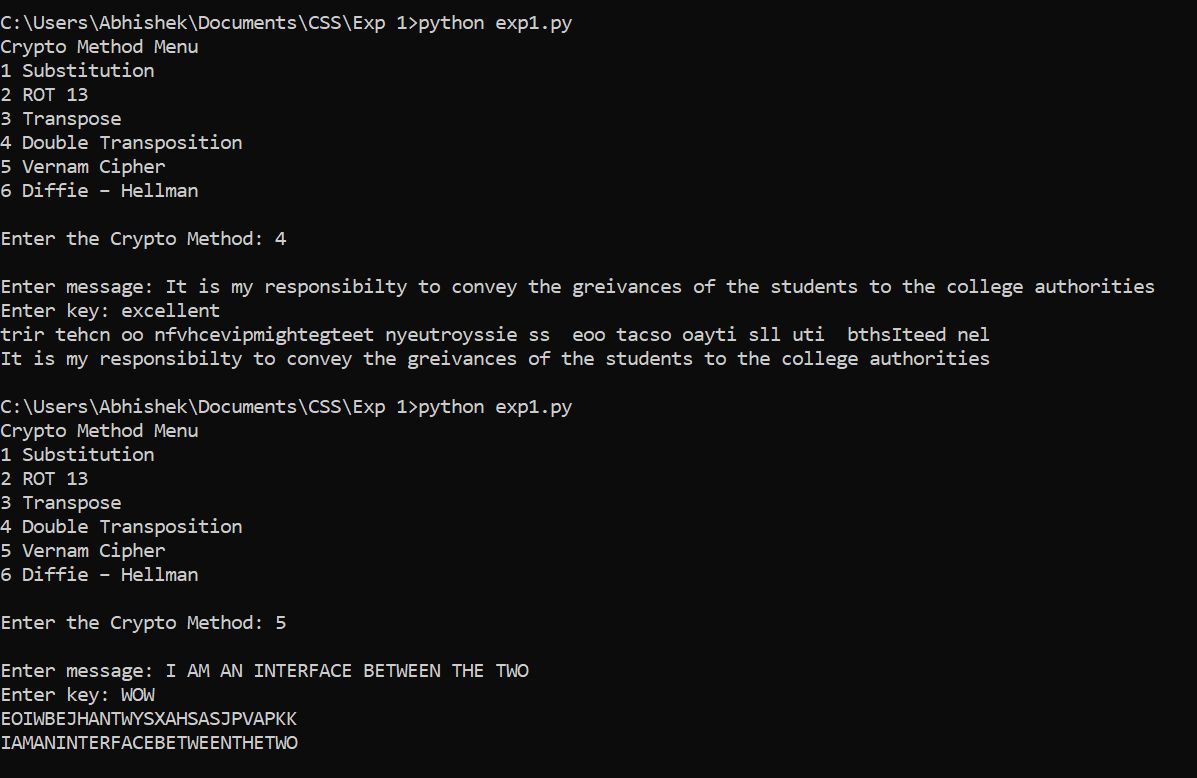 C:\Users\Abhishek\Documents\CSS\Exp 1>python exp1.py
Crypto Method Menu
1 Substitution
2 ROT 13
3 Transpose
4 Double Transposition
5 Vernam Cipher
6 Diffie – Hellman
Enter the Crypto Method: 4
Enter message: It is my responsibilty to convey the greivances of the students to the college authorities
Enter key: excellent
trir tehcn oo nfvhcevipmightegteet nyeutroyssie ss  eoo tacso oayti sll uti  bthsIteed nel
It is my responsibilty to convey the greivances of the students to the college authorities
C:\Users\Abhishek\Documents\CSS\Exp 1>python exp1.py
Crypto Method Menu
1 Substitution
2 ROT 13
3 Transpose
4 Double Transposition
5 Vernam Cipher
6 Diffie – Hellman
Enter the Crypto Method: 5
Enter message: I AM AN INTERFACE BETWEEN THE TWO
Enter key: WOW
EOIWBEJHANTWYSXAHSASJPVAPKK
IAMANINTERFACEBETWEENTHETWO